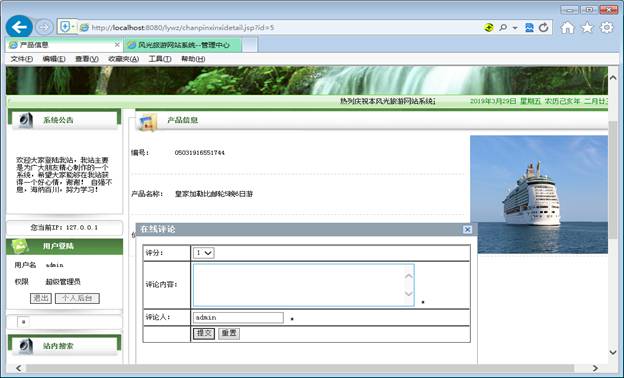 http://localhost:8080/lywz/chanpinxinxidetail.jsp?id=5
产品信息
风光旅游网站系统--管理中心
文件(F) 编辑(E) 查看(V) 收藏夹(A) 工具(T) 帮助(H)
热烈庆祝本风光旅游网站系统正
2019年3月29日 星期五 农历己亥年 二月廿三
系统公告
产品信息
欢迎大家登陆我站，我站主要
是为广大朋友精心制作的一个
系统，希望大家能够在我站获
得一个好心情，谢谢！ 自强不
息，海纳百川，努力学习！
编号： 05031916551744
产品名称： 皇家加勒比邮轮5晚6日游
您当前IP: 127.0.0.1
用户登陆
用户名 admin
权限 超级管理员
退出 个人后台
站内搜索
在线评论
评分： 1
评论内容： *
评论人： admin *
提交 重置